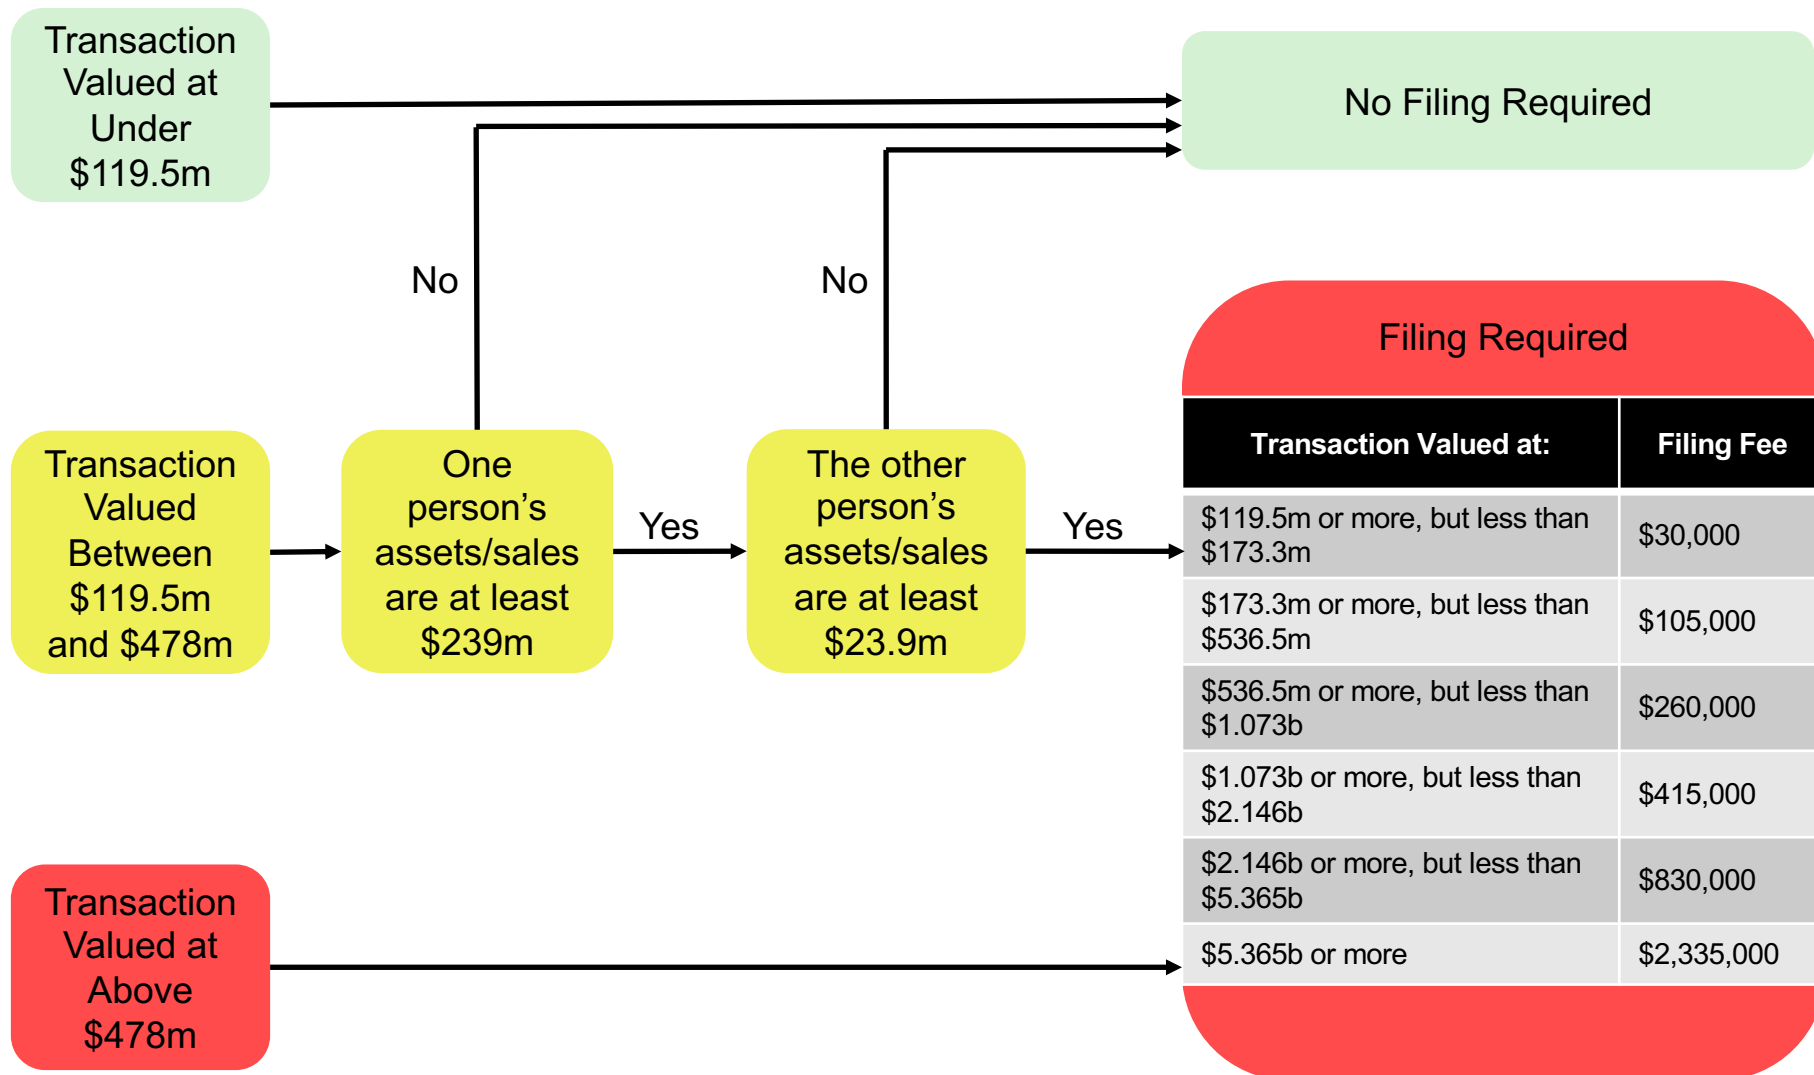 Transaction
Valued at
Under
$119.5m
No Filing Required
No
No
Filing Required
Transaction Valued at:
Filing Fee
Transaction
Valued
Between
$119.5m
and $478m
One
person’s
assets/sales
are at least
$239m
Yes
The other
person’s
assets/sales
are at least
$23.9m
Yes
$119.5m or more, but less than
$173.3m
$30,000
$173.3m or more, but less than
$536.5m
$105,000
$536.5m or more, but less than
$1.073b
$260,000
$1.073b or more, but less than
$2.146b
$415,000
$2.146b or more, but less than
$5.365b
$830,000
$5.365b or more
$2,335,000
Transaction
Valued at
Above
$478m